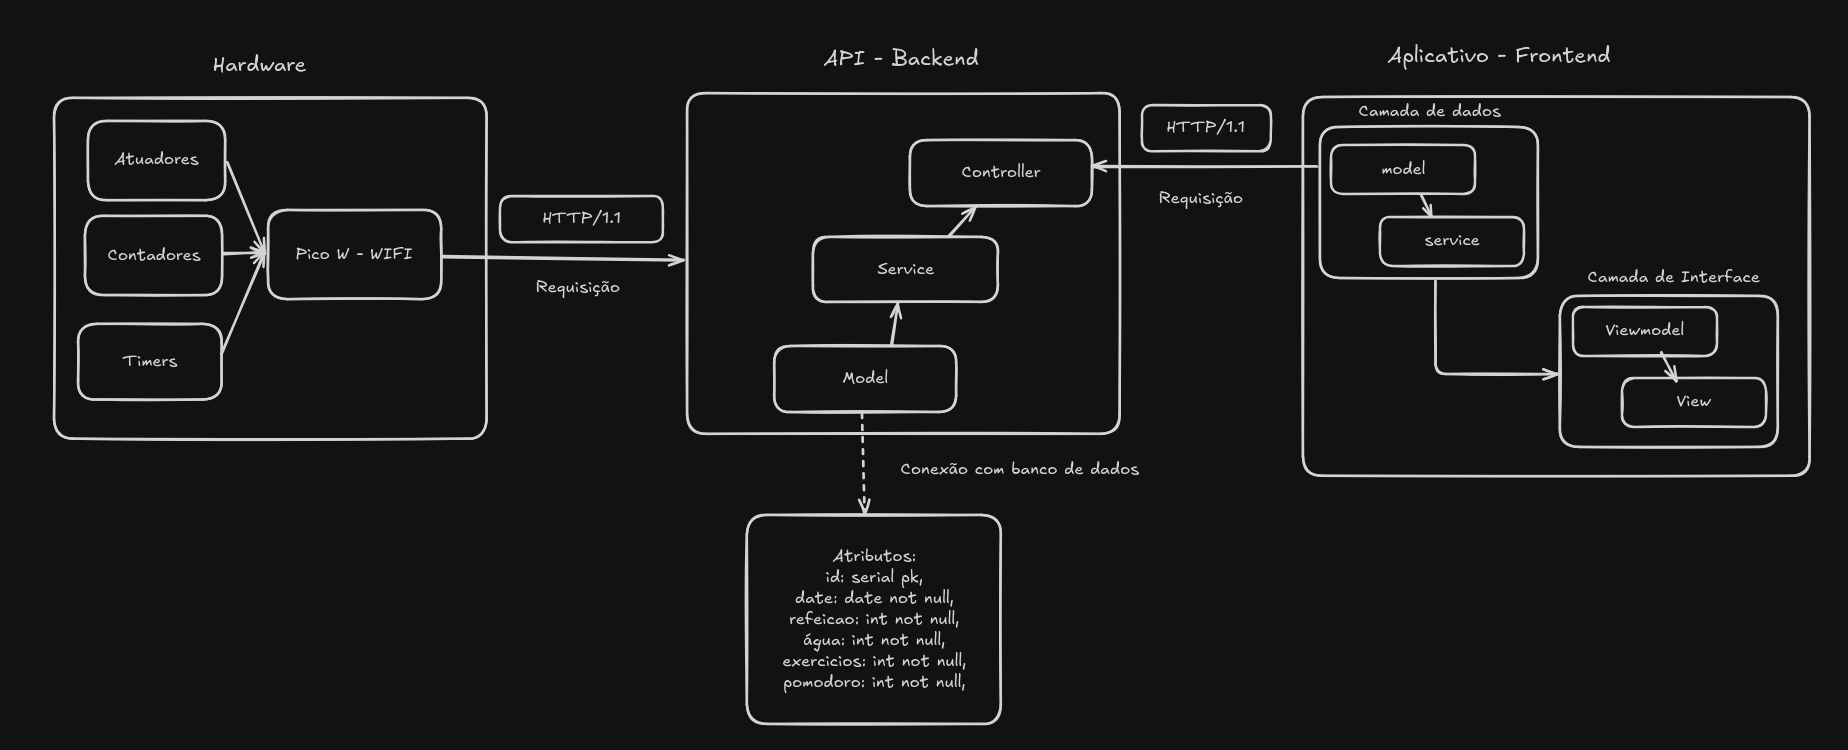 Hardware
Atuadores
Contadores
Timers
Pico W - WIFI
HTTP/1.1
Requisição
API - Backend
Controller
Service
Model
Conexão com banco de dados
Atributos:
id: serial pk,
date: date not null,
refeicao: int not null,
água: int not null,
exercicios: int not null,
pomodoro: int not null,
HTTP/1.1
Requisição
Aplicativo - Frontend
Camada de dados
model
service
Camada de Interface
Viewmodel
View